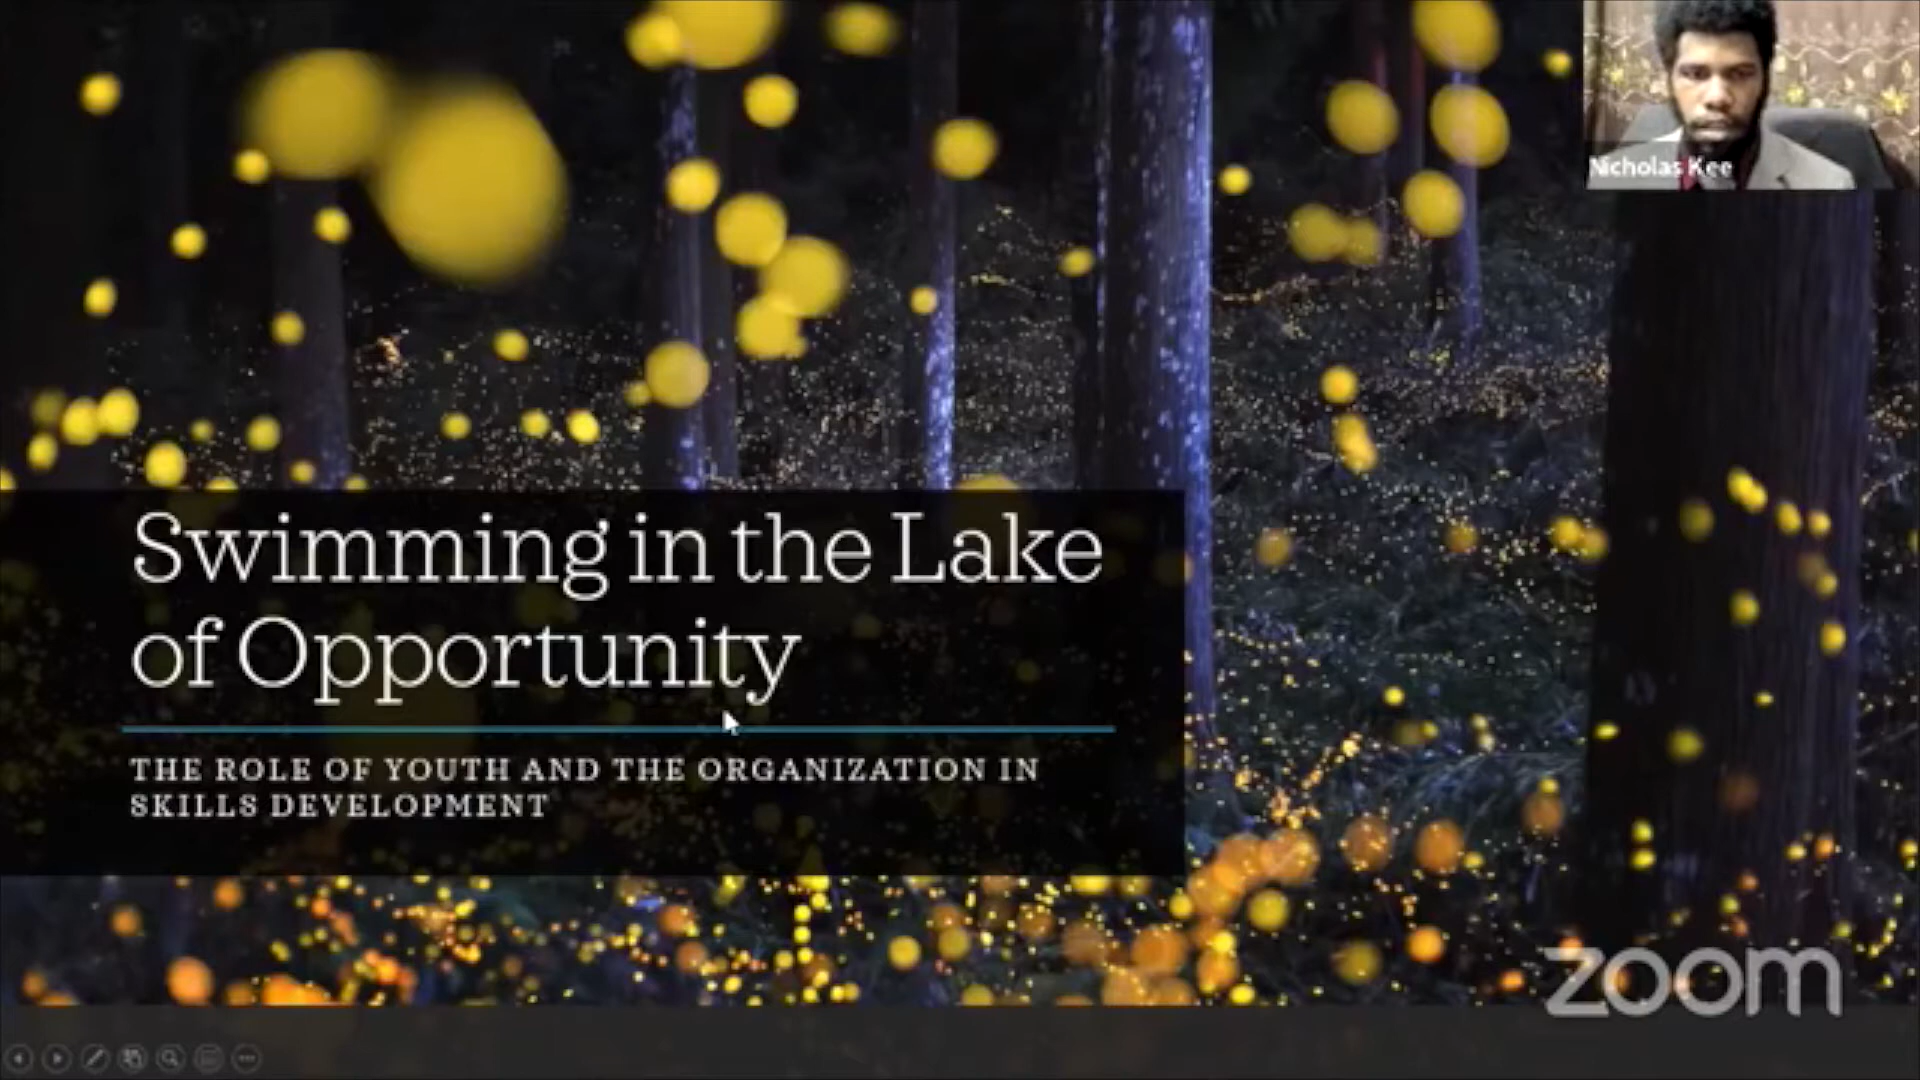 Nicholas Kee
Swimming in the Lake
of Opportunity
THE ROLE OF YOUTH AND THE ORGANIZATION IN
SKILLS DEVELOPMENT
zoom